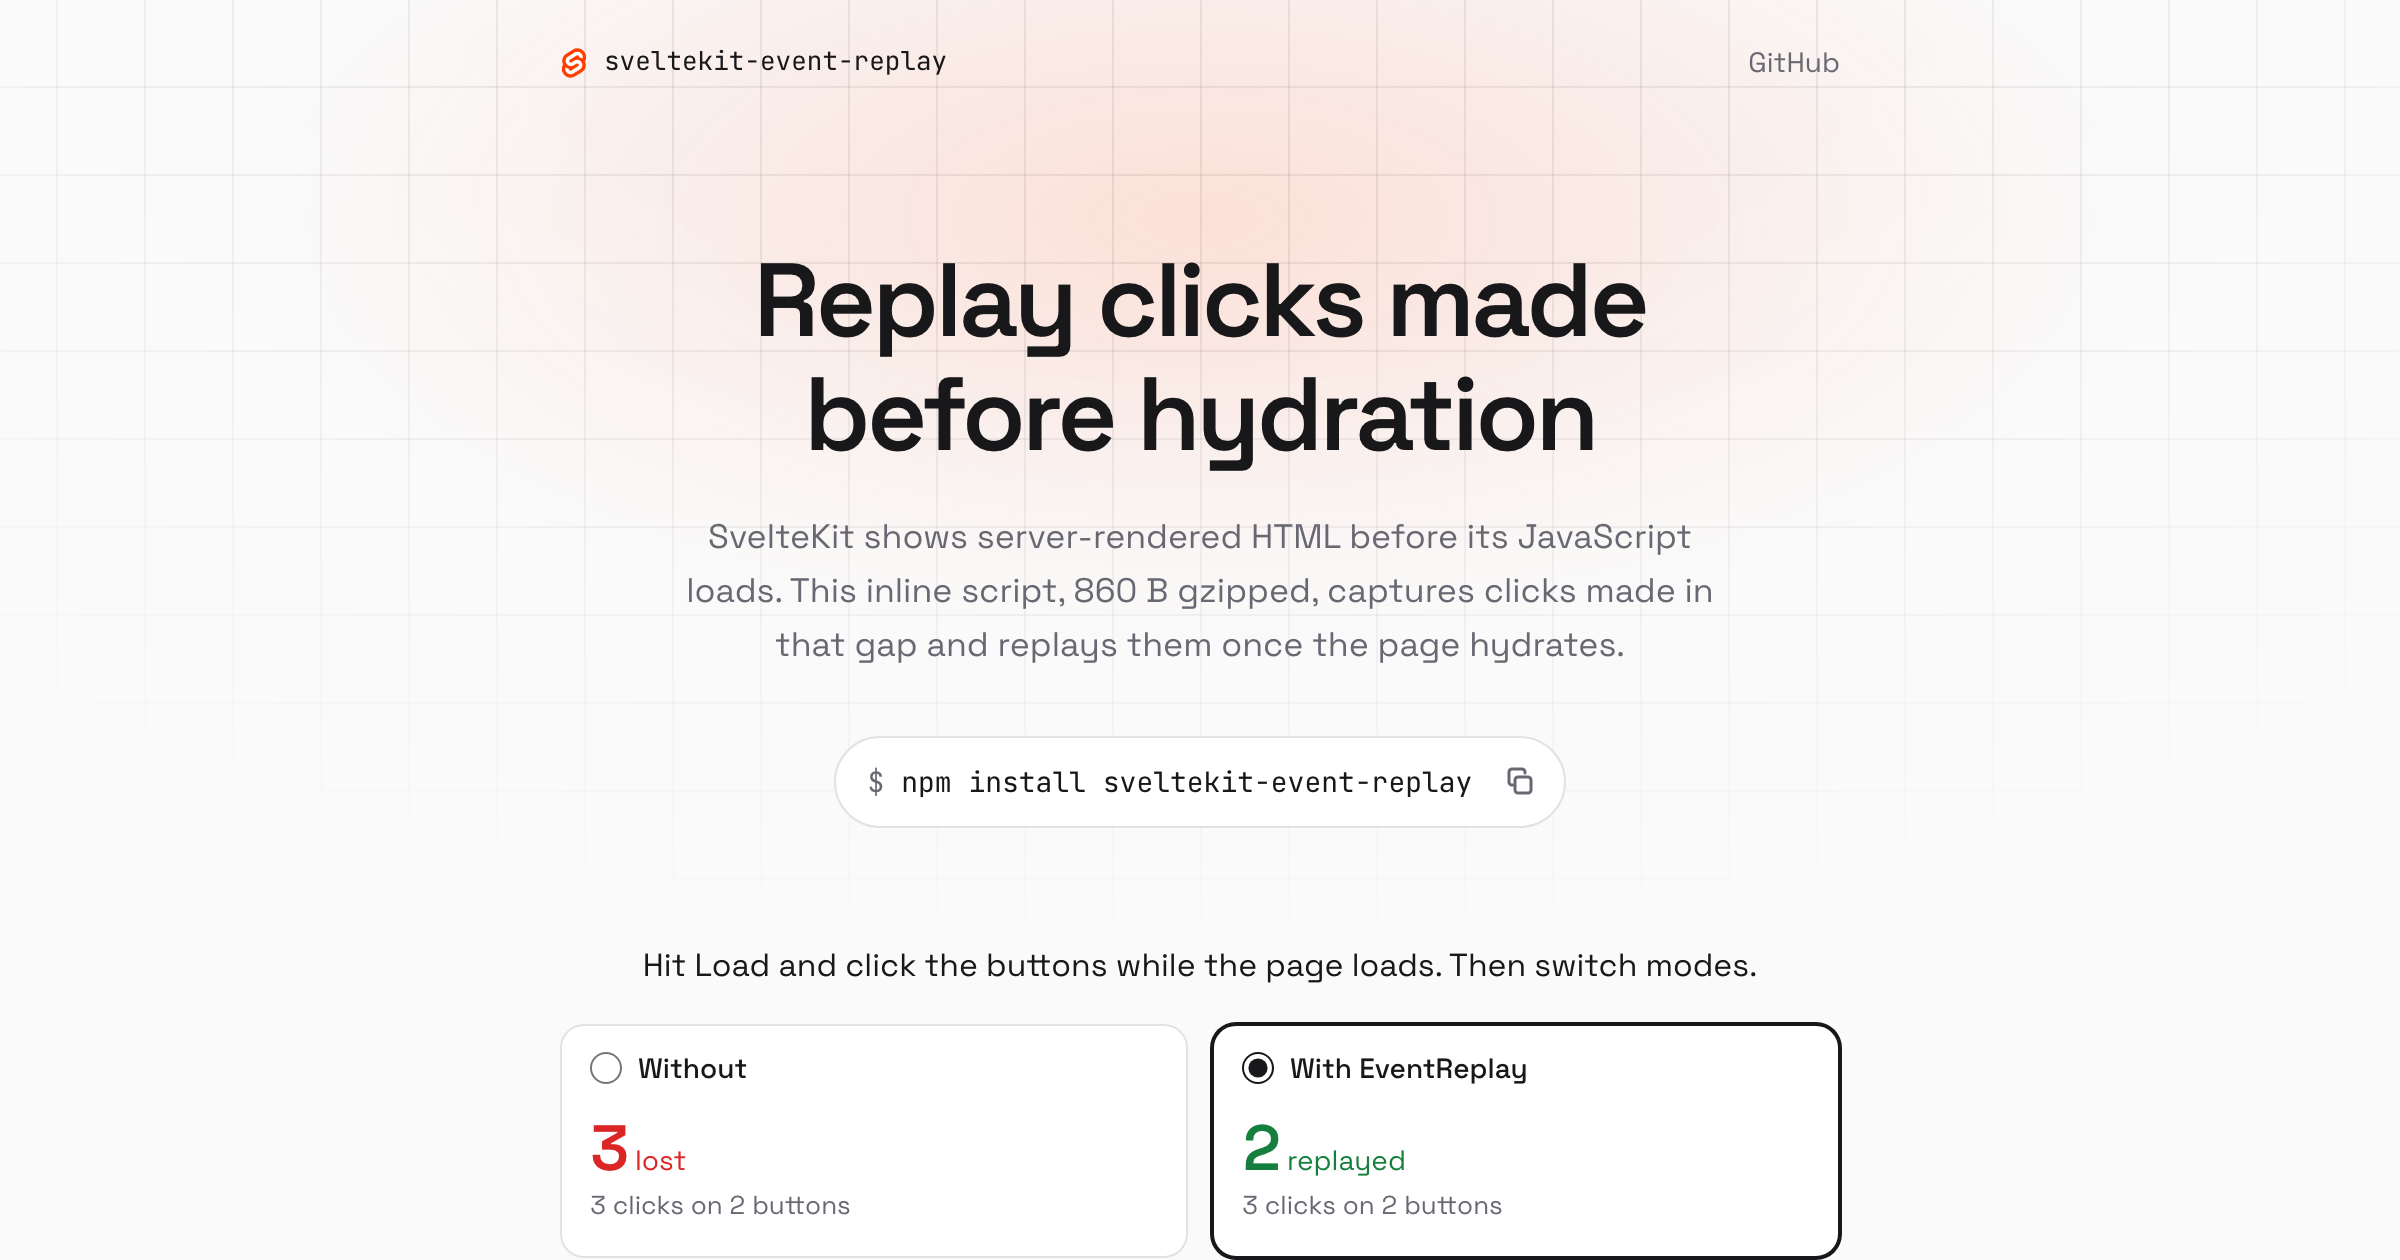 sveltekit-event-replay
GitHub
Replay clicks made
before hydration
SvelteKit shows server-rendered HTML before its JavaScript
loads. This inline script, 860 B gzipped, captures clicks made in
that gap and replays them once the page hydrates.
$ npm install sveltekit-event-replay
Hit Load and click the buttons while the page loads. Then switch modes.
Without
3 lost
3 clicks on 2 buttons
With EventReplay
2 replayed
3 clicks on 2 buttons